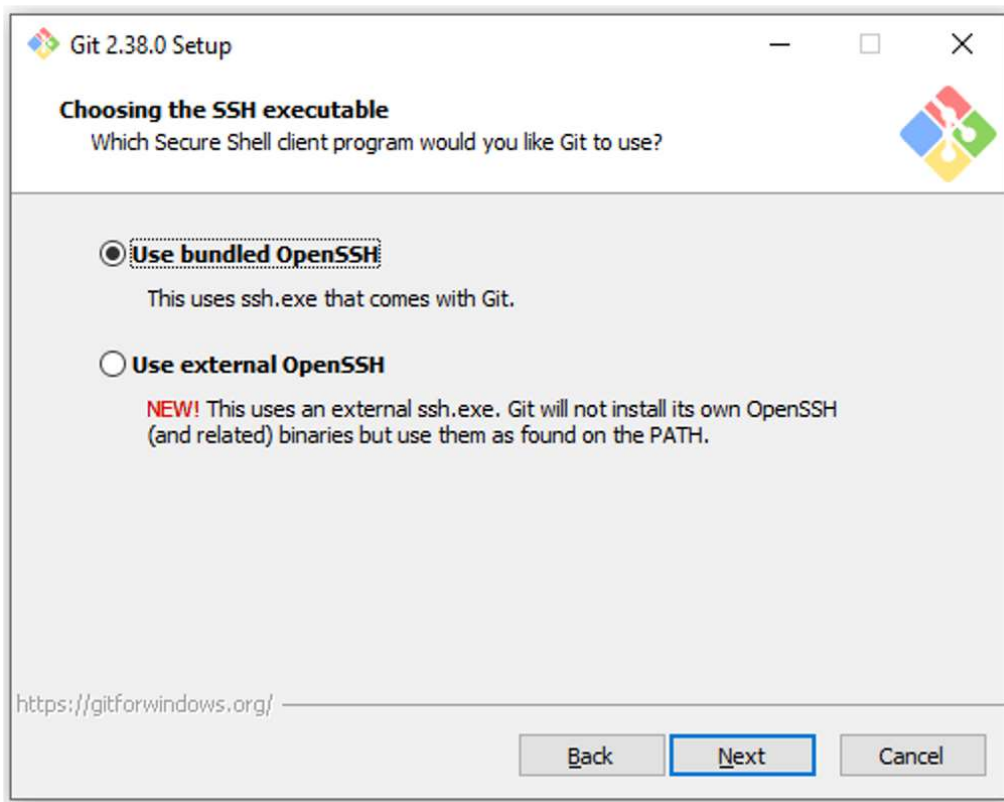 Git 2.38.0 Setup
Choosing the SSH executable
Which Secure Shell client program would you like Git to use?
Use bundled OpenSSH
This uses ssh.exe that comes with Git.
Use external OpenSSH
NEW! This uses an external ssh.exe. Git will not install its own OpenSSH
(and related) binaries but use them as found on the PATH.
https://gitforwindows.org/
Back Next Cancel